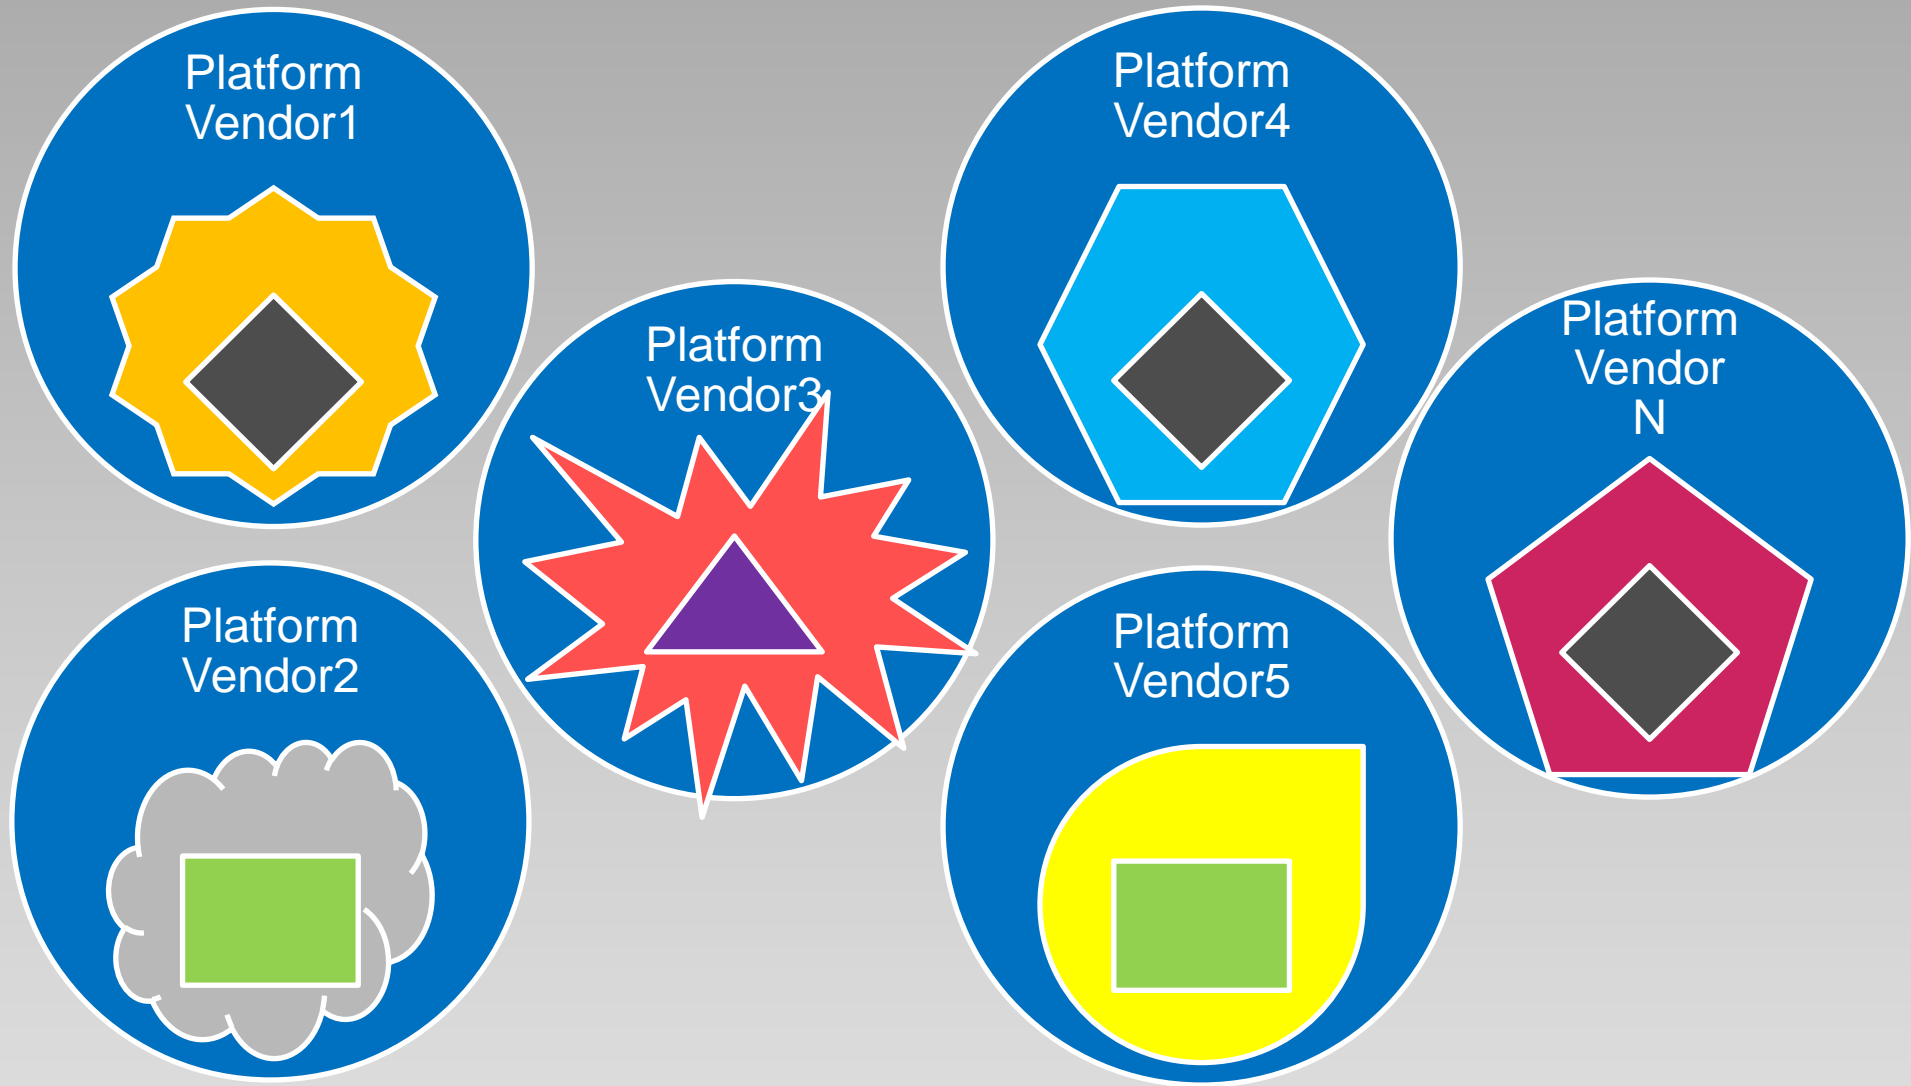 Platform
Vendor1
Platform
Vendor4
Platform
Vendor
N
Platform
Vendor3
Platform
Vendor2
Platform
Vendor5